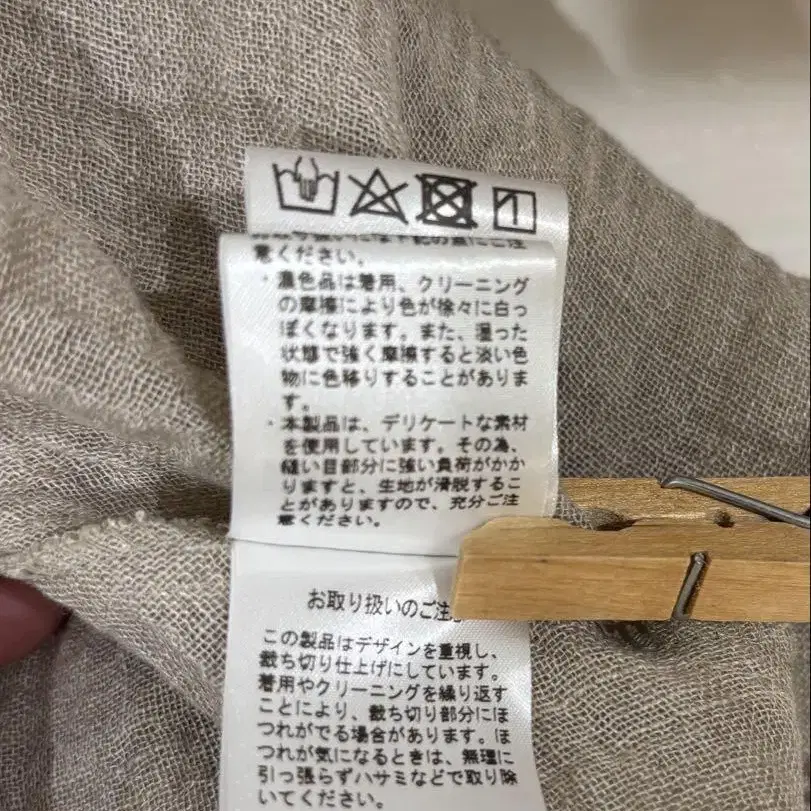 意ください。
・濃色品は着用、クリーニング
の摩擦により色が徐々に白っ
ぽくなります。また、湿った
状態で強く摩擦すると淡い色
物に色移りすることがありま
す。
・本製品は、デリケートな素材
を使用しています。その為、
縫い目部分に強い負荷がかか
りますと、生地が滑脱するこ
とがありますので、充分ご注
意ください。
お取り扱いのご注
この製品はデザインを重視し、
裁ち切り仕上げにしています。
着用やクリーニングを繰り返す
ことにより、裁ち切り部分にほ
つれがでる場合があります。ほ
つれが気になるときは、無理に
引っ張らずハサミなどで取り除
いてください。